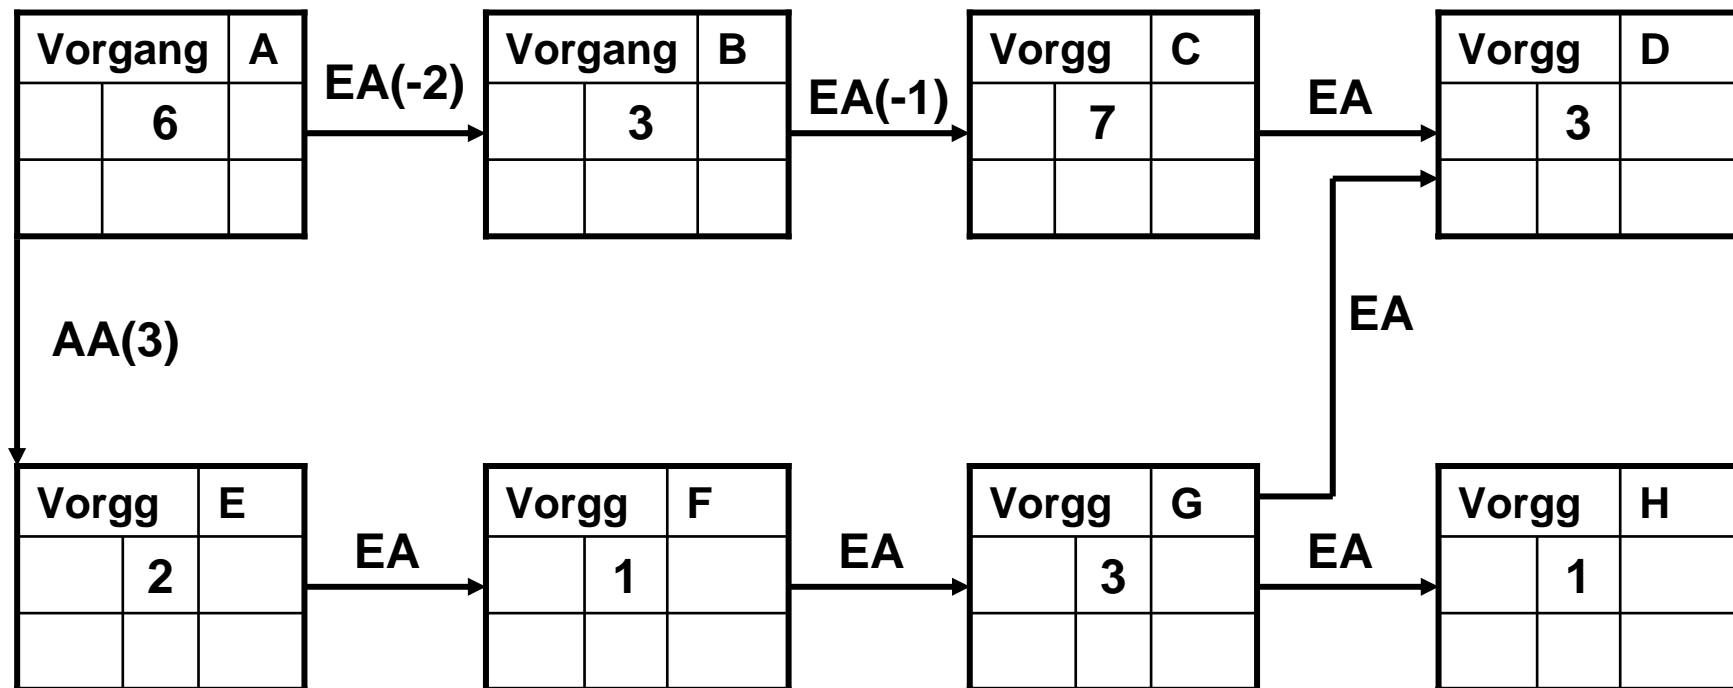 Vorgang A
6
EA(-2)
Vorgang B
3
EA(-1)
Vorgg C
7
EA
Vorgg D
3
AA(3)
EA
Vorgg E
2
EA
Vorgg F
1
EA
Vorgg G
3
EA
Vorgg H
1